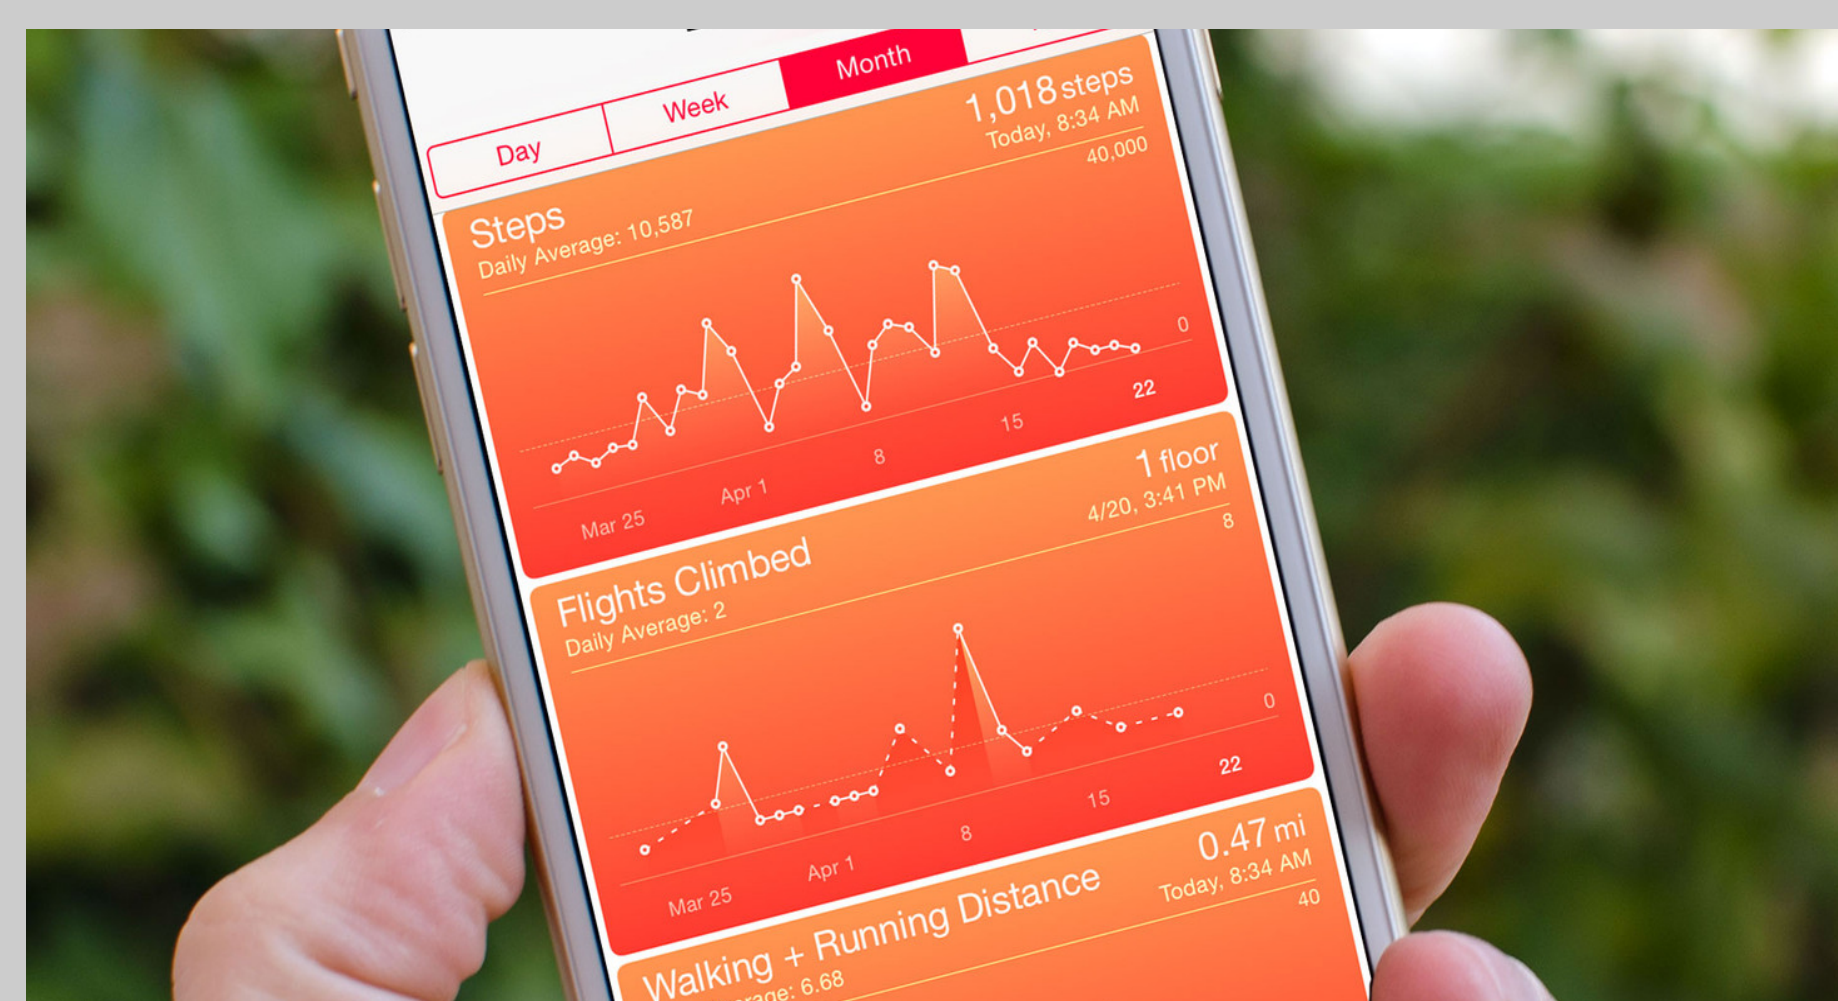 Day
Week
Month
Steps
1,018 steps
Daily Average: 10,587
Today, 8:34 AM
40,000
0
Mar 25
Apr 1
8
15
22
Flights Climbed
1 floor
Daily Average: 2
4/20, 3:41 PM
8
0
Mar 25
Apr 1
8
15
22
Walking + Running Distance
0.47 mi
Today, 8:34 AM
6.68
40